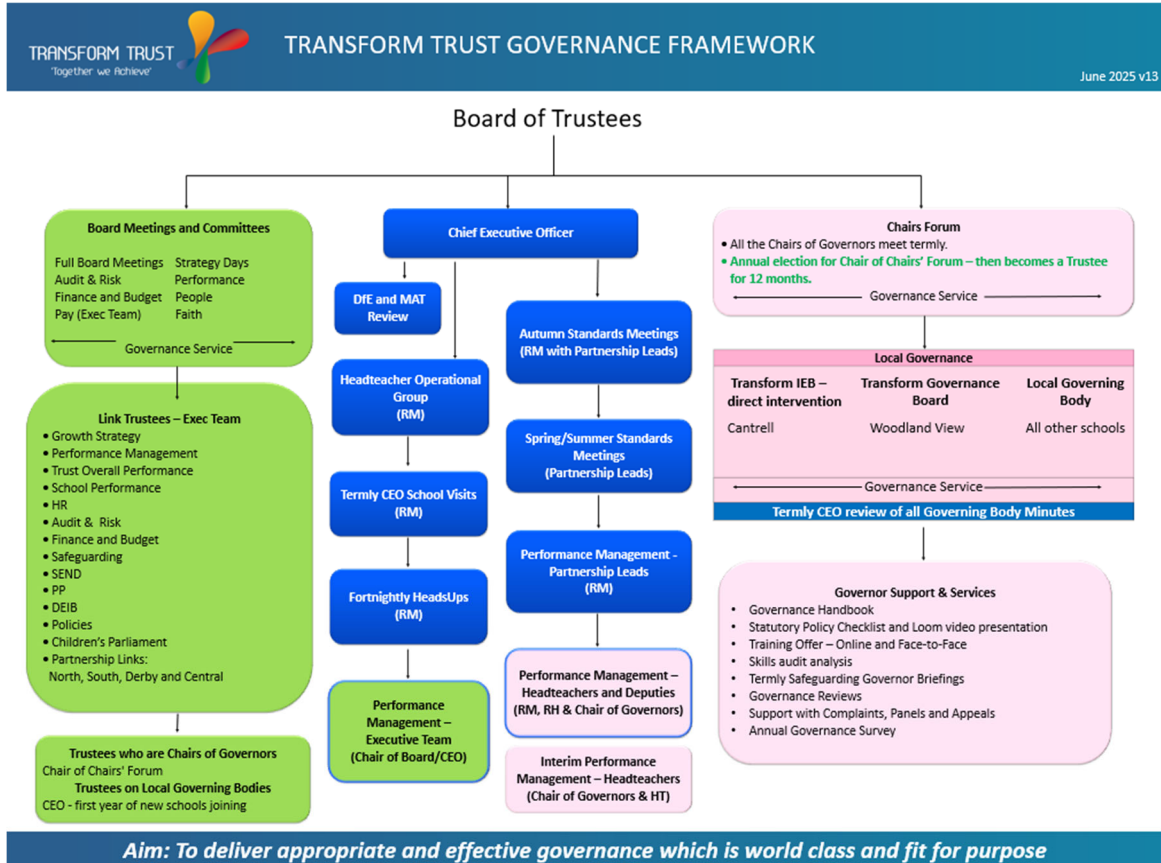 TRANSFORM TRUST
'Together we Achieve'
TRANSFORM TRUST GOVERNANCE FRAMEWORK
June 2025 v13
Board of Trustees
Board Meetings and Committees
Full Board Meetings Strategy Days
Audit & Risk Performance
Finance and Budget People
Pay (Exec Team) Faith
Governance Service
Link Trustees – Exec Team
• Growth Strategy
• Performance Management
• Trust Overall Performance
• School Performance
• HR
• Audit & Risk
• Finance and Budget
• Safeguarding
• SEND
• PP
• DEIB
• Policies
• Children's Parliament
• Partnership Links:
North, South, Derby and Central
Trustees who are Chairs of Governors
Chair of Chairs' Forum
Trustees on Local Governing Bodies
CEO - first year of new schools joining
Chief Executive Officer
DfE and MAT
Review
Headteacher Operational
Group
(RM)
Termly CEO School Visits
(RM)
Fortnightly HeadsUps
(RM)
Performance
Management –
Executive Team
(Chair of Board/CEO)
Autumn Standards Meetings
(RM with Partnership Leads)
Spring/Summer Standards
Meetings
(Partnership Leads)
Performance Management -
Partnership Leads
(RM)
Performance Management –
Headteachers and Deputies
(RM, RH & Chair of Governors)
Interim Performance
Management – Headteachers
(Chair of Governors & HT)
Chairs Forum
• All the Chairs of Governors meet termly.
• Annual election for Chair of Chairs' Forum – then becomes a Trustee
for 12 months.
Governance Service
Local Governance
Transform IEB –
direct intervention
Cantrell
Transform Governance
Board
Woodland View
Local Governing
Body
All other schools
Governance Service
Termly CEO review of all Governing Body Minutes
Governor Support & Services
• Governance Handbook
• Statutory Policy Checklist and Loom video presentation
• Training Offer – Online and Face-to-Face
• Skills audit analysis
• Termly Safeguarding Governor Briefings
• Governance Reviews
• Support with Complaints, Panels and Appeals
• Annual Governance Survey
Aim: To deliver appropriate and effective governance which is world class and fit for purpose